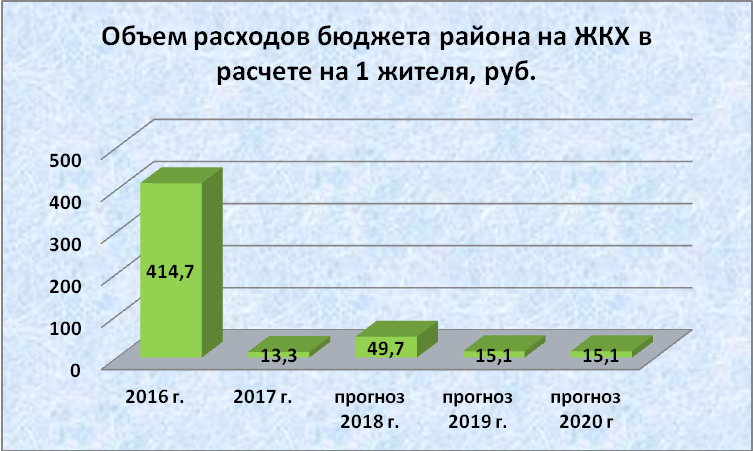 Объем расходов бюджета района на ЖКХ в
расчете на 1 жителя, руб.
500
400
300
200
100
0
414,7
13,3
49,7
15,1
15,1
2016 г.
2017 г.
прогноз
2018 г.
прогноз
2019 г.
прогноз
2020 г